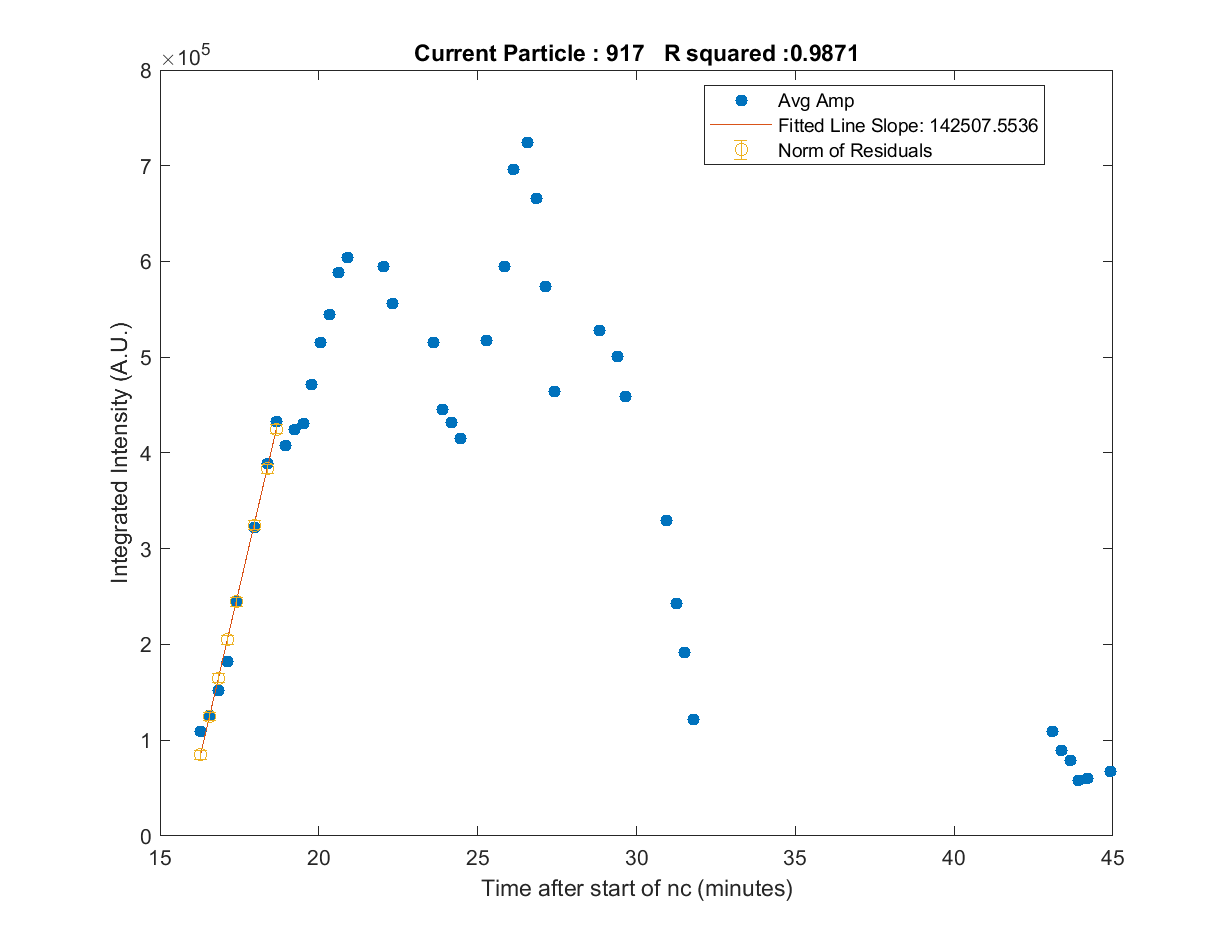 Current Particle : 917 R squared :0.9871
×10^5
8
7
6
5
4
3
2
1
0
Integrated Intensity (A.U.)
Avg Amp
Fitted Line Slope: 142507.5536
Norm of Residuals
15 20 25 30 35 40 45
Time after start of nc (minutes)